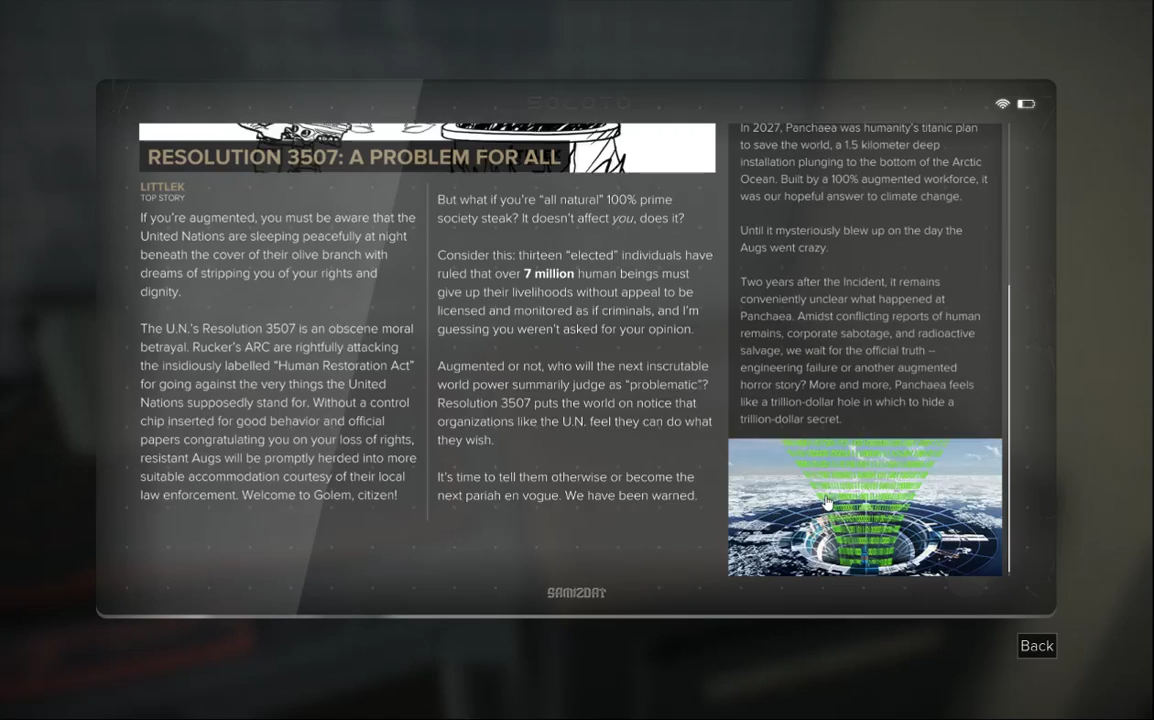 SOLOTO
RESOLUTION 3507: A PROBLEM FOR ALL
LITTLEK
TOP STORY
If you're augmented, you must be aware that the
United Nations are sleeping peacefully at night
beneath the cover of their olive branch with
dreams of stripping you of your rights and
dignity.
The U.N.'s Resolution 3507 is an obscene moral
betrayal. Rucker's ARC are rightfully attacking
the insidiously labelled "Human Restoration Act"
for going against the very things the United
Nations supposedly stand for. Without a control
chip inserted for good behavior and official
papers congratulating you on your loss of rights,
resistant Augs will be promptly herded into more
suitable accommodation courtesy of their local
law enforcement. Welcome to Golem, citizen!
But what if you're "all natural" 100% prime
society steak? It doesn't affect you, does it?
Consider this: thirteen "elected" individuals have
ruled that over 7 million human beings must
give up their livelihoods without appeal to be
licensed and monitored as if criminals, and I'm
guessing you weren't asked for your opinion.
Augmented or not, who will the next inscrutable
world power summarily judge as "problematic"?
Resolution 3507 puts the world on notice that
organizations like the U.N. feel they can do what
they wish.
It's time to tell them otherwise or become the
next pariah en vogue. We have been warned.
In 2027, Panchaea was humanity's titanic plan
to save the world, a 1.5 kilometer deep
installation plunging to the bottom of the Arctic
Ocean. Built by a 100% augmented workforce, it
was our hopeful answer to climate change.
Until it mysteriously blew up on the day the
Augs went crazy.
Two years after the Incident, it remains
conveniently unclear what happened at
Panchaea. Amidst conflicting reports of human
remains, corporate sabotage, and radioactive
salvage, we wait for the official truth --
engineering failure or another augmented
horror story? More and more, Panchaea feels
like a trillion-dollar hole in which to hide a
trillion-dollar secret.
SAMIZDAT
Back